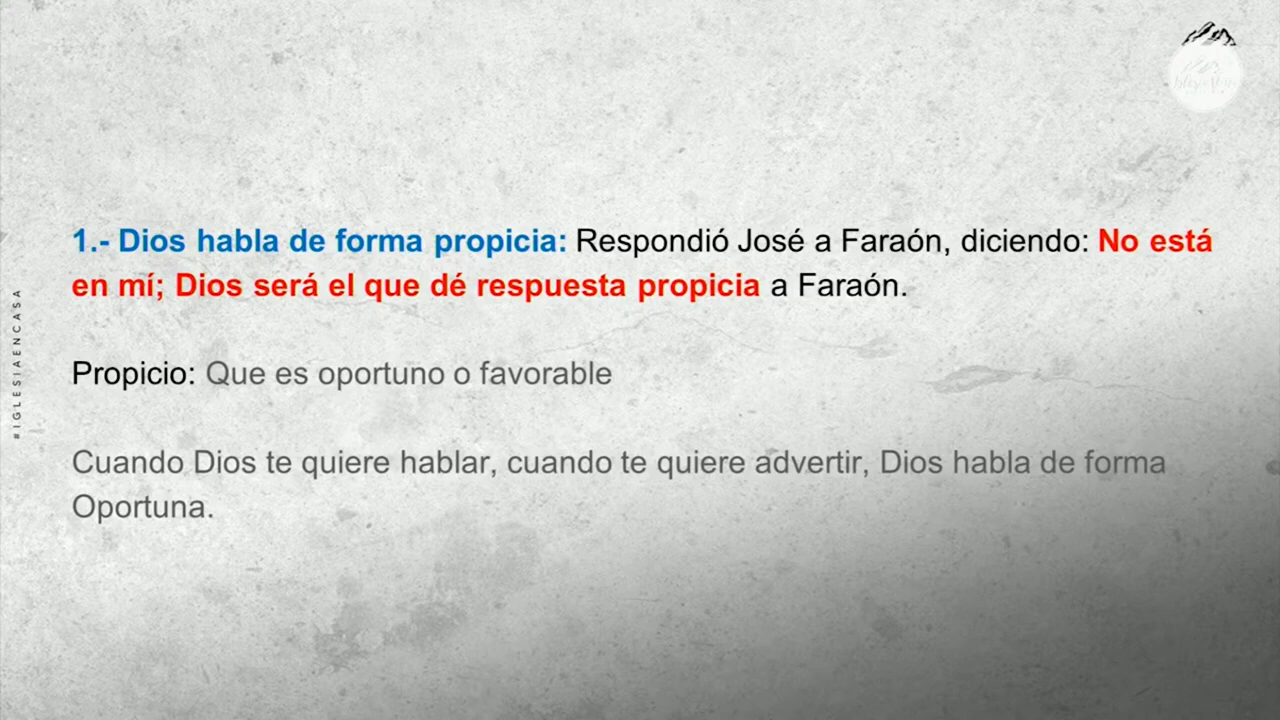 1.- Dios habla de forma propicia: Respondió José a Faraón, diciendo: No está
en mí; Dios será el que dé respuesta propicia a Faraón.
Propicio: Que es oportuno o favorable
Cuando Dios te quiere hablar, cuando te quiere advertir, Dios habla de forma
Oportuna.
#IGLESIAENCASA